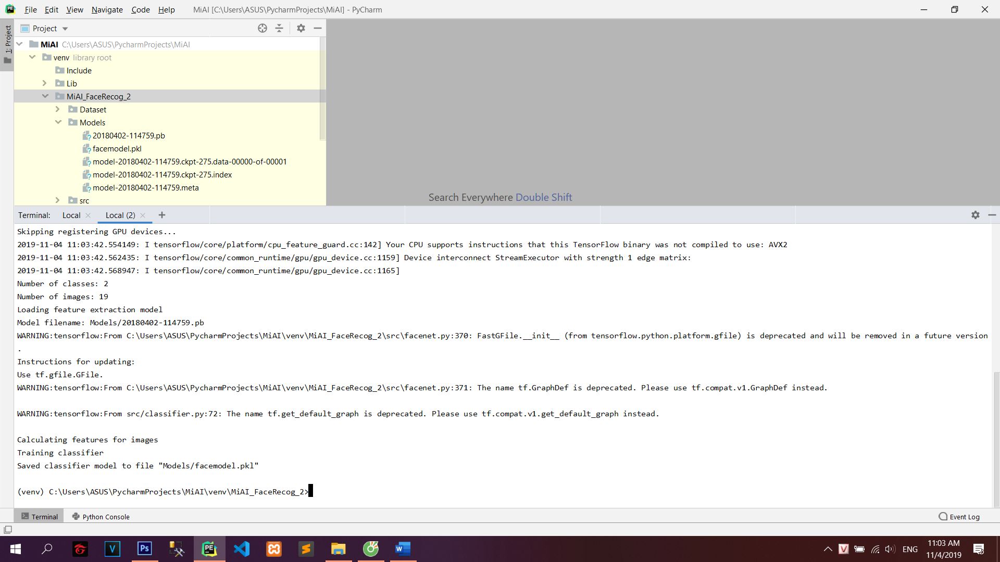 File Edit View Navigate Code Help MiAI [C:\Users\ASUS\PycharmProjects\MiAI] - PyCharm
1: Project
Project
MiAI C:\Users\ASUS\PycharmProjects\MiAI
venv library root
Include
Lib
MiAI_FaceRecog_2
Dataset
Models
20180402-114759.pb
facemodel.pkl
model-20180402-114759.ckpt-275.data-00000-of-00001
model-20180402-114759.ckpt-275.index
model-20180402-114759.meta
src
Search Everywhere Double Shift
Terminal: Local Local (2)
Skipping registering GPU devices...
2019-11-04 11:03:42.554149: I tensorflow/core/platform/cpu_feature_guard.cc:142] Your CPU supports instructions that this TensorFlow binary was not compiled to use: AVX2
2019-11-04 11:03:42.562435: I tensorflow/core/common_runtime/gpu/gpu_device.cc:1159] Device interconnect StreamExecutor with strength 1 edge matrix:
2019-11-04 11:03:42.568947: I tensorflow/core/common_runtime/gpu/gpu_device.cc:1165]
Number of classes: 2
Number of images: 19
Loading feature extraction model
Model filename: Models/20180402-114759.pb
WARNING:tensorflow:From C:\Users\ASUS\PycharmProjects\MiAI\venv\MiAI_FaceRecog_2\src\facenet.py:370: FastGFile.__init__ (from tensorflow.python.platform.gfile) is deprecated and will be removed in a future version
.
Instructions for updating:
Use tf.gfile.GFile.
WARNING:tensorflow:From C:\Users\ASUS\PycharmProjects\MiAI\venv\MiAI_FaceRecog_2\src\facenet.py:371: The name tf.GraphDef is deprecated. Please use tf.compat.v1.GraphDef instead.
WARNING:tensorflow:From src/classifier.py:72: The name tf.get_default_graph is deprecated. Please use tf.compat.v1.get_default_graph instead.
Calculating features for images
Training classifier
Saved classifier model to file "Models/facemodel.pkl"
(venv) C:\Users\ASUS\PycharmProjects\MiAI\venv\MiAI_FaceRecog_2>
Terminal Python Console Event Log
ENG
11:03 AM
11/4/2019